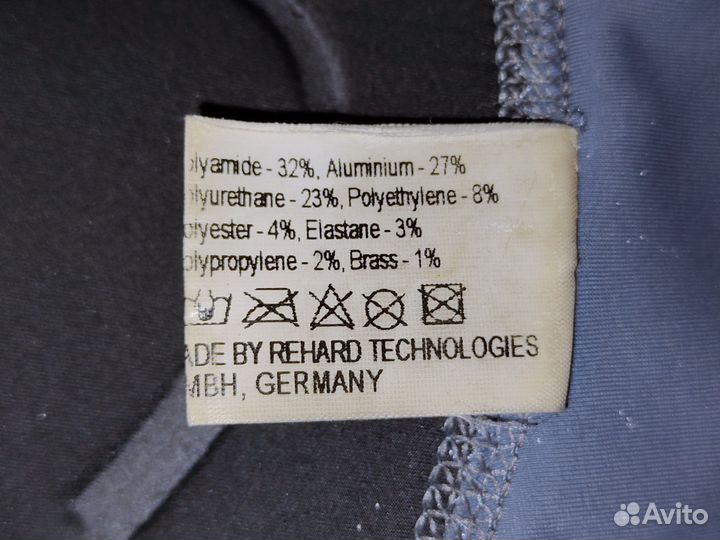 olyamide - 32%, Aluminium - 27%
olyurethane - 23%, Polyethylene - 8%
olyester - 4%, Elastane - 3%
olypropylene - 2%, Brass - 1%
ADE BY REHARD TECHNOLOGIES
MBH, GERMANY
Avito